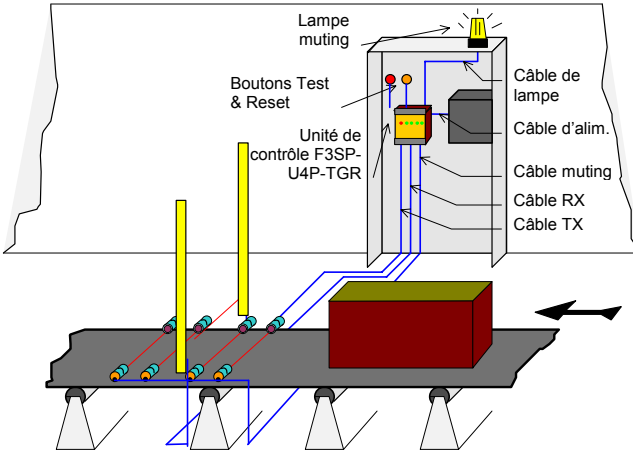 Lampe
muting
Boutons Test
& Reset
Unité de
contrôle F3SP-
U4P-TGR
Câble de
lampe
Câble d'alim.
Câble muting
Câble RX
Câble TX